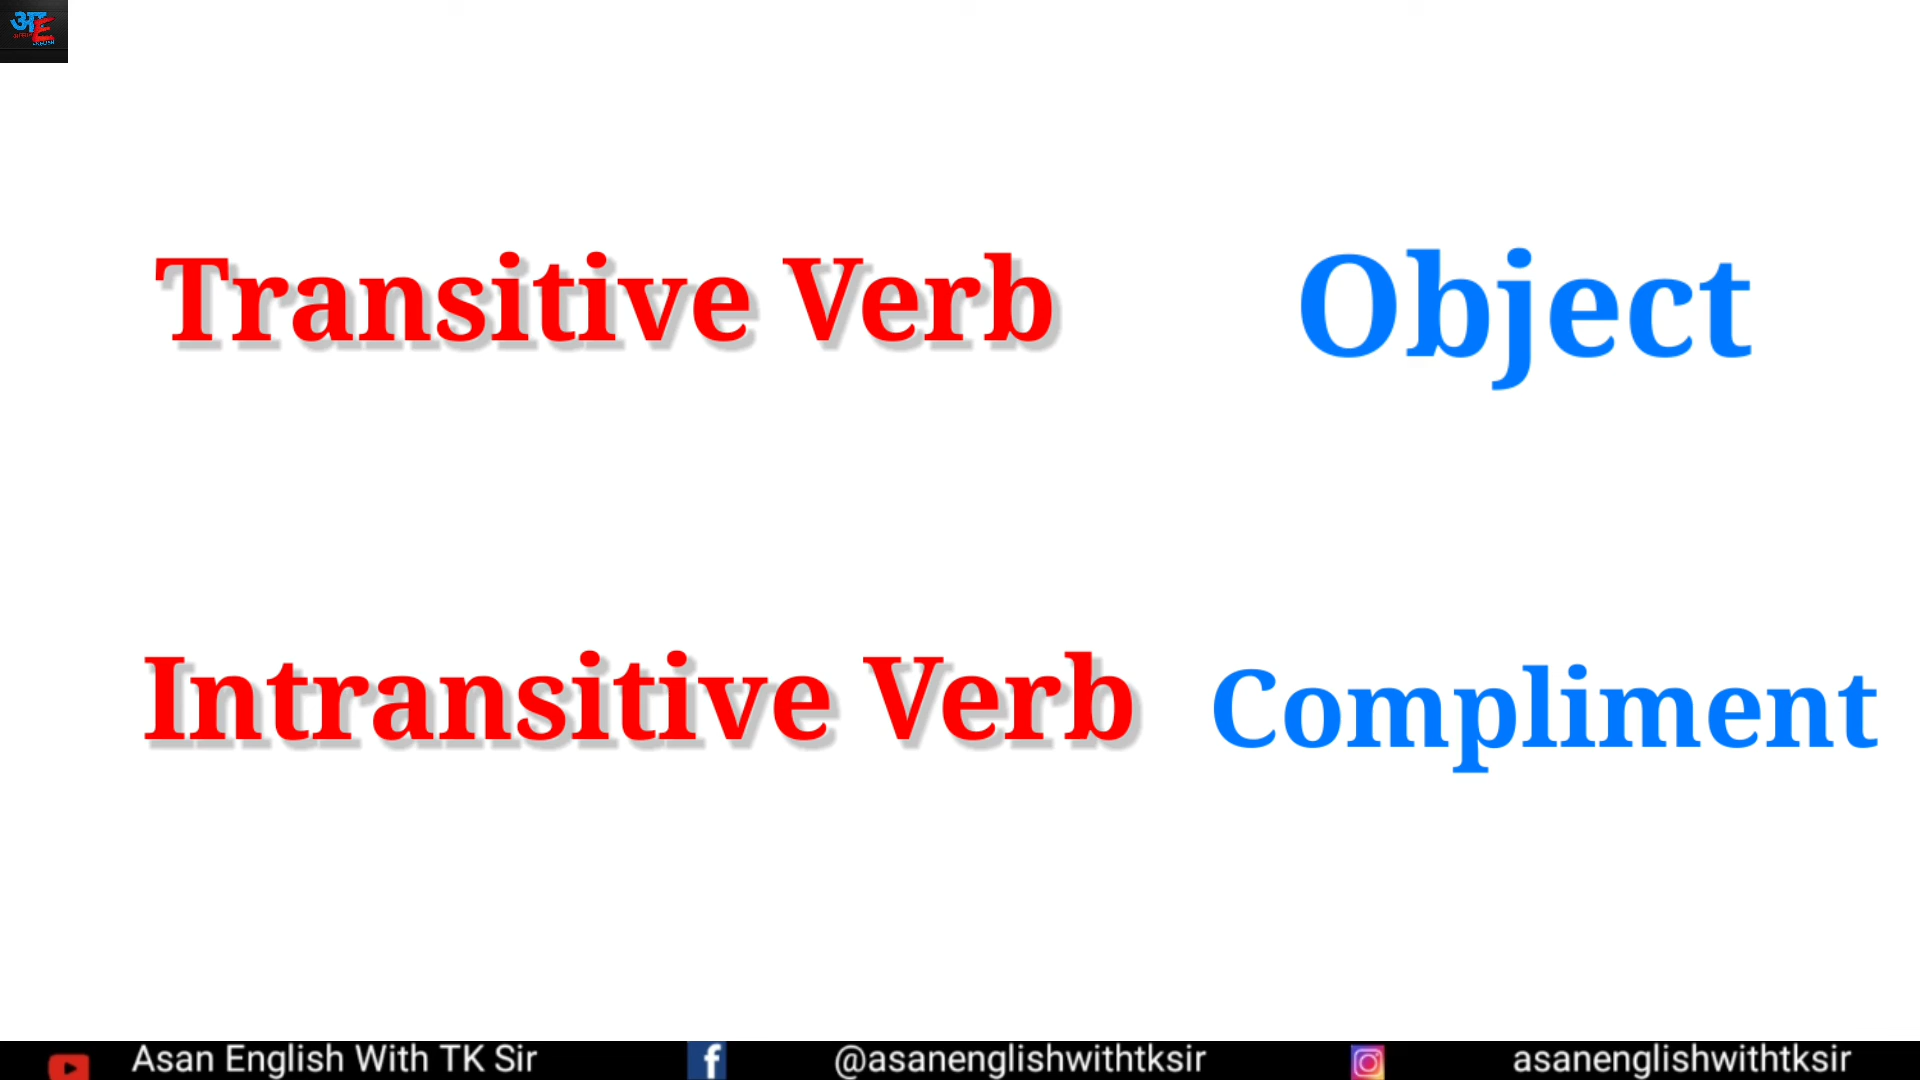 अ E
Transitive Verb Object
Intransitive Verb Compliment
Asan English With TK Sir @asanenglishwithtksir asanenglishwithtksir